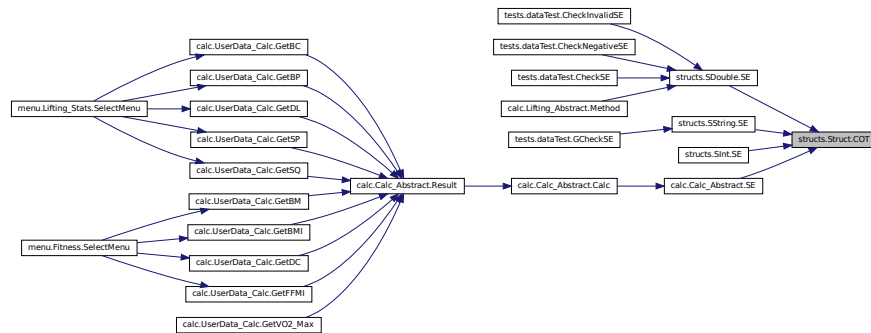 tests.dataTest.CheckInvalidSE
calc.UserData_Calc.GetBC
tests.dataTest.CheckNegativeSE
calc.UserData_Calc.GetBP
tests.dataTest.CheckSE
structs.SDouble.SE
menu.Lifting_Stats.SelectMenu
calc.UserData_Calc.GetDL
calc.Lifting_Abstract.Method
calc.UserData_Calc.GetSP
tests.dataTest.GCheckSE
structs.SString.SE
structs.Struct.COT
structs.SInt.SE
calc.UserData_Calc.GetSQ
calc.Calc_Abstract.Result
calc.Calc_Abstract.Calc
calc.Calc_Abstract.SE
calc.UserData_Calc.GetBM
calc.UserData_Calc.GetBMI
menu.Fitness.SelectMenu
calc.UserData_Calc.GetDC
calc.UserData_Calc.GetFFMI
calc.UserData_Calc.GetVO2_Max